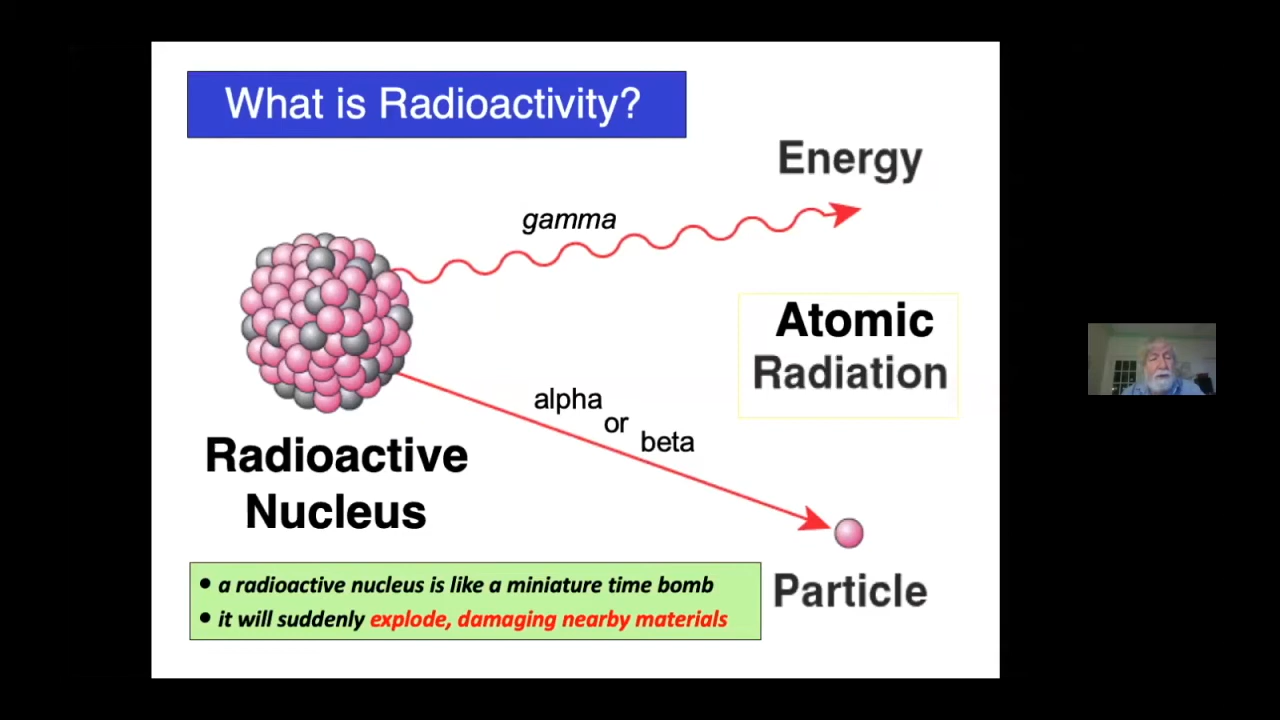 What is Radioactivity?
Energy
gamma
Atomic
Radiation
alpha
or
beta
Radioactive
Nucleus
• a radioactive nucleus is like a miniature time bomb
• it will suddenly explode, damaging nearby materials
Particle